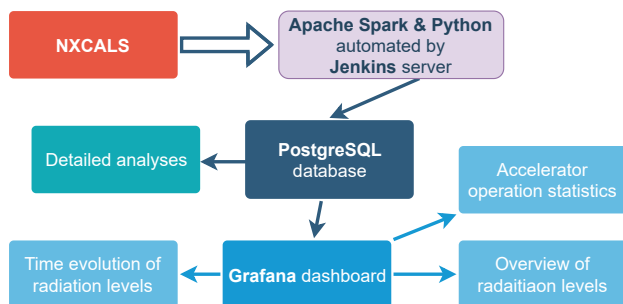 NXCALS
Apache Spark & Python
automated by
Jenkins server
Detailed analyses
PostgreSQL
database
Accelerator
operation statistics
Time evolution of
radiation levels
Grafana dashboard
Overview of
radaitiaon levels